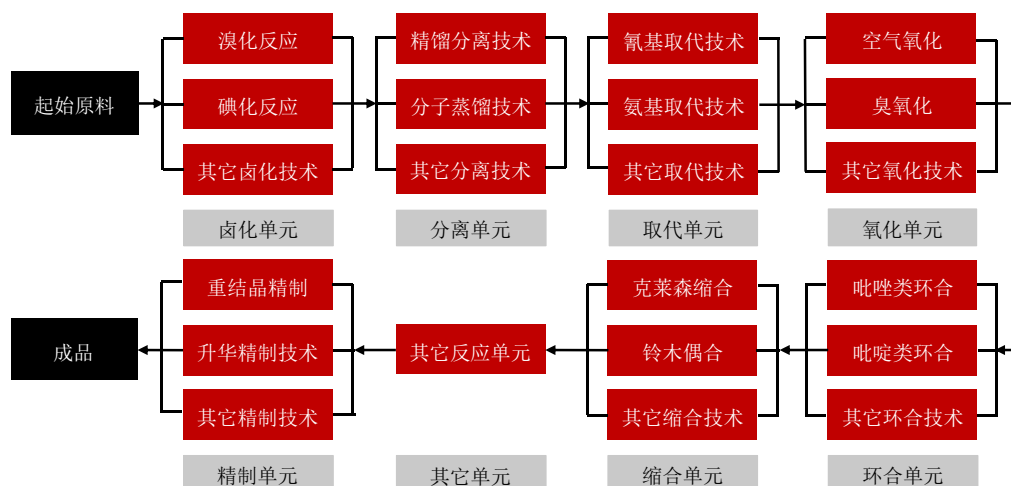 溴化反应
精馏分离技术
氰基取代技术
空气氧化
起始原料
碘化反应
分子蒸馏技术
氨基取代技术
臭氧化
其它卤化技术
其它分离技术
其它取代技术
其它氧化技术
卤化单元
分离单元
取代单元
氧化单元
重结晶精制
克莱森缩合
吡唑类环合
成品
升华精制技术
其它反应单元
铃木偶合
吡啶类环合
其它精制技术
其它缩合技术
其它环合技术
精制单元
其它单元
缩合单元
环合单元